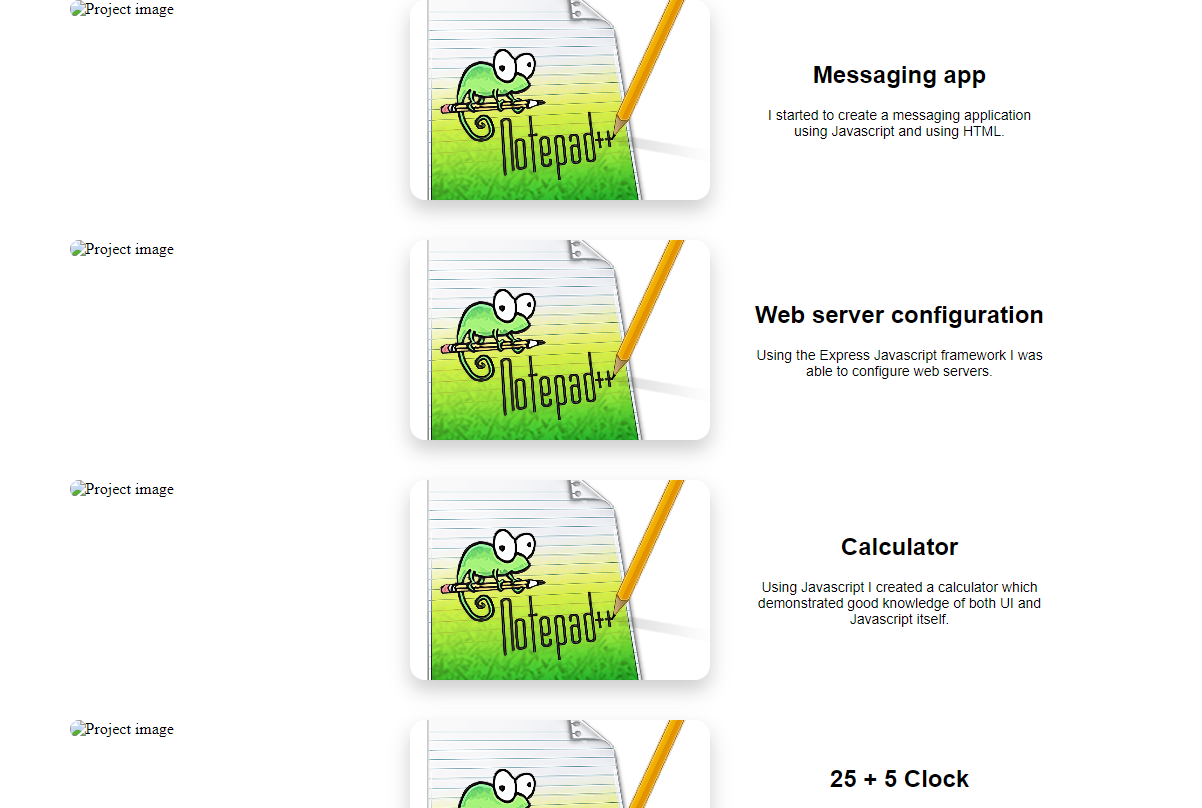 Project image
Notepad++
Messaging app
I started to create a messaging application
using Javascript and using HTML.
Project image
Notepad++
Web server configuration
Using the Express Javascript framework I was
able to configure web servers.
Project image
Notepad++
Calculator
Using Javascript I created a calculator which
demonstrated good knowledge of both UI and
Javascript itself.
Project image
25 + 5 Clock